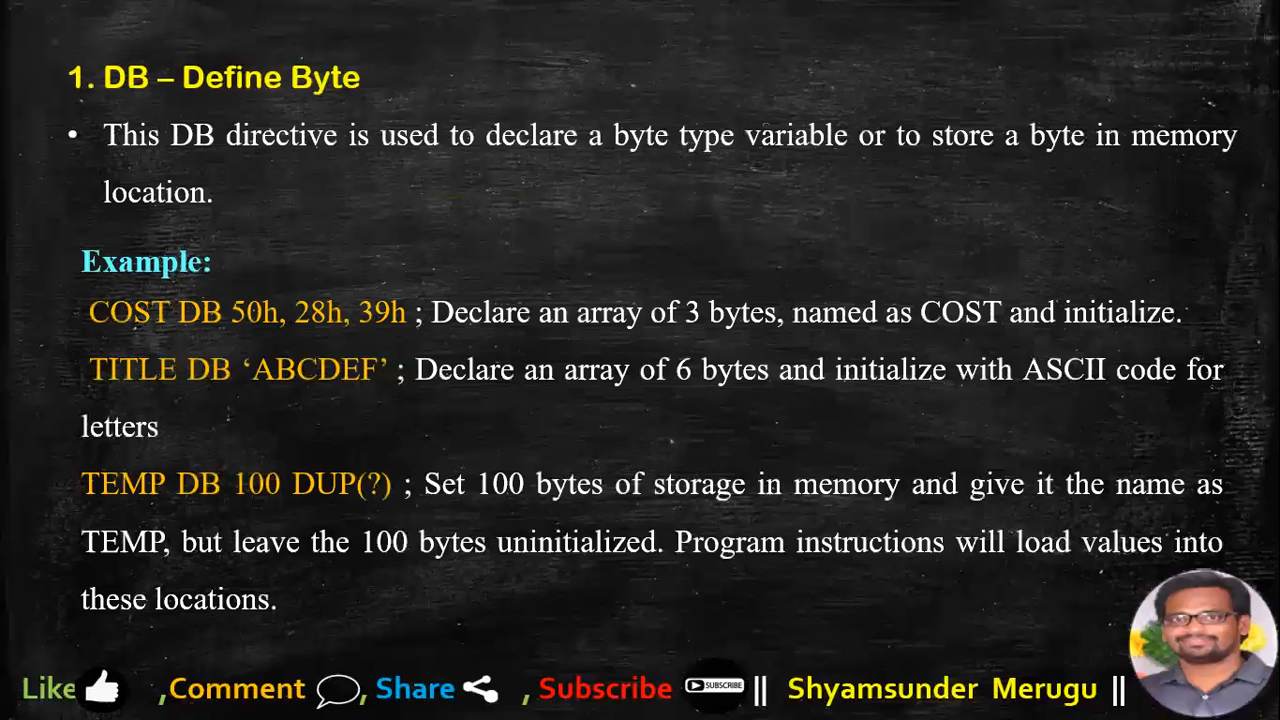 1. DB – Define Byte
• This DB directive is used to declare a byte type variable or to store a byte in memory
location.
Example:
COST DB 50h, 28h, 39h ; Declare an array of 3 bytes, named as COST and initialize.
TITLE DB ‘ABCDEF’ ; Declare an array of 6 bytes and initialize with ASCII code for
letters
TEMP DB 100 DUP(?) ; Set 100 bytes of storage in memory and give it the name as
TEMP, but leave the 100 bytes uninitialized. Program instructions will load values into
these locations.
Like , Comment , Share , Subscribe SUBSCRIBE || Shyamsunder Merugu ||